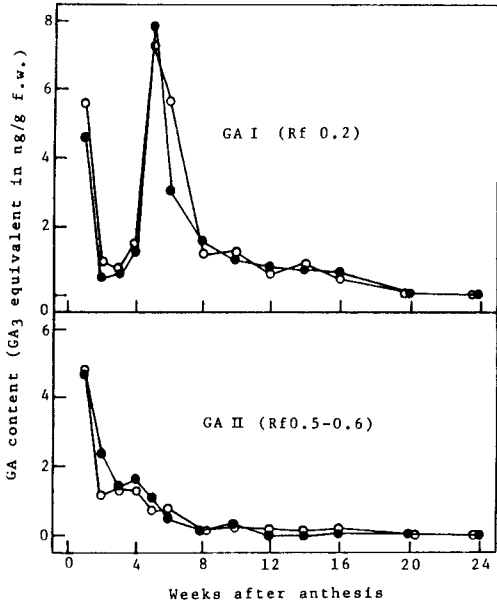 8
6
4
2
0
GA I (Rf 0.2)
GA content (GA3 equivalent in ng/g f.w.)
6
4
2
0
GA II (Rf0.5-0.6)
0 4 8 12 16 20 24
Weeks after anthesis